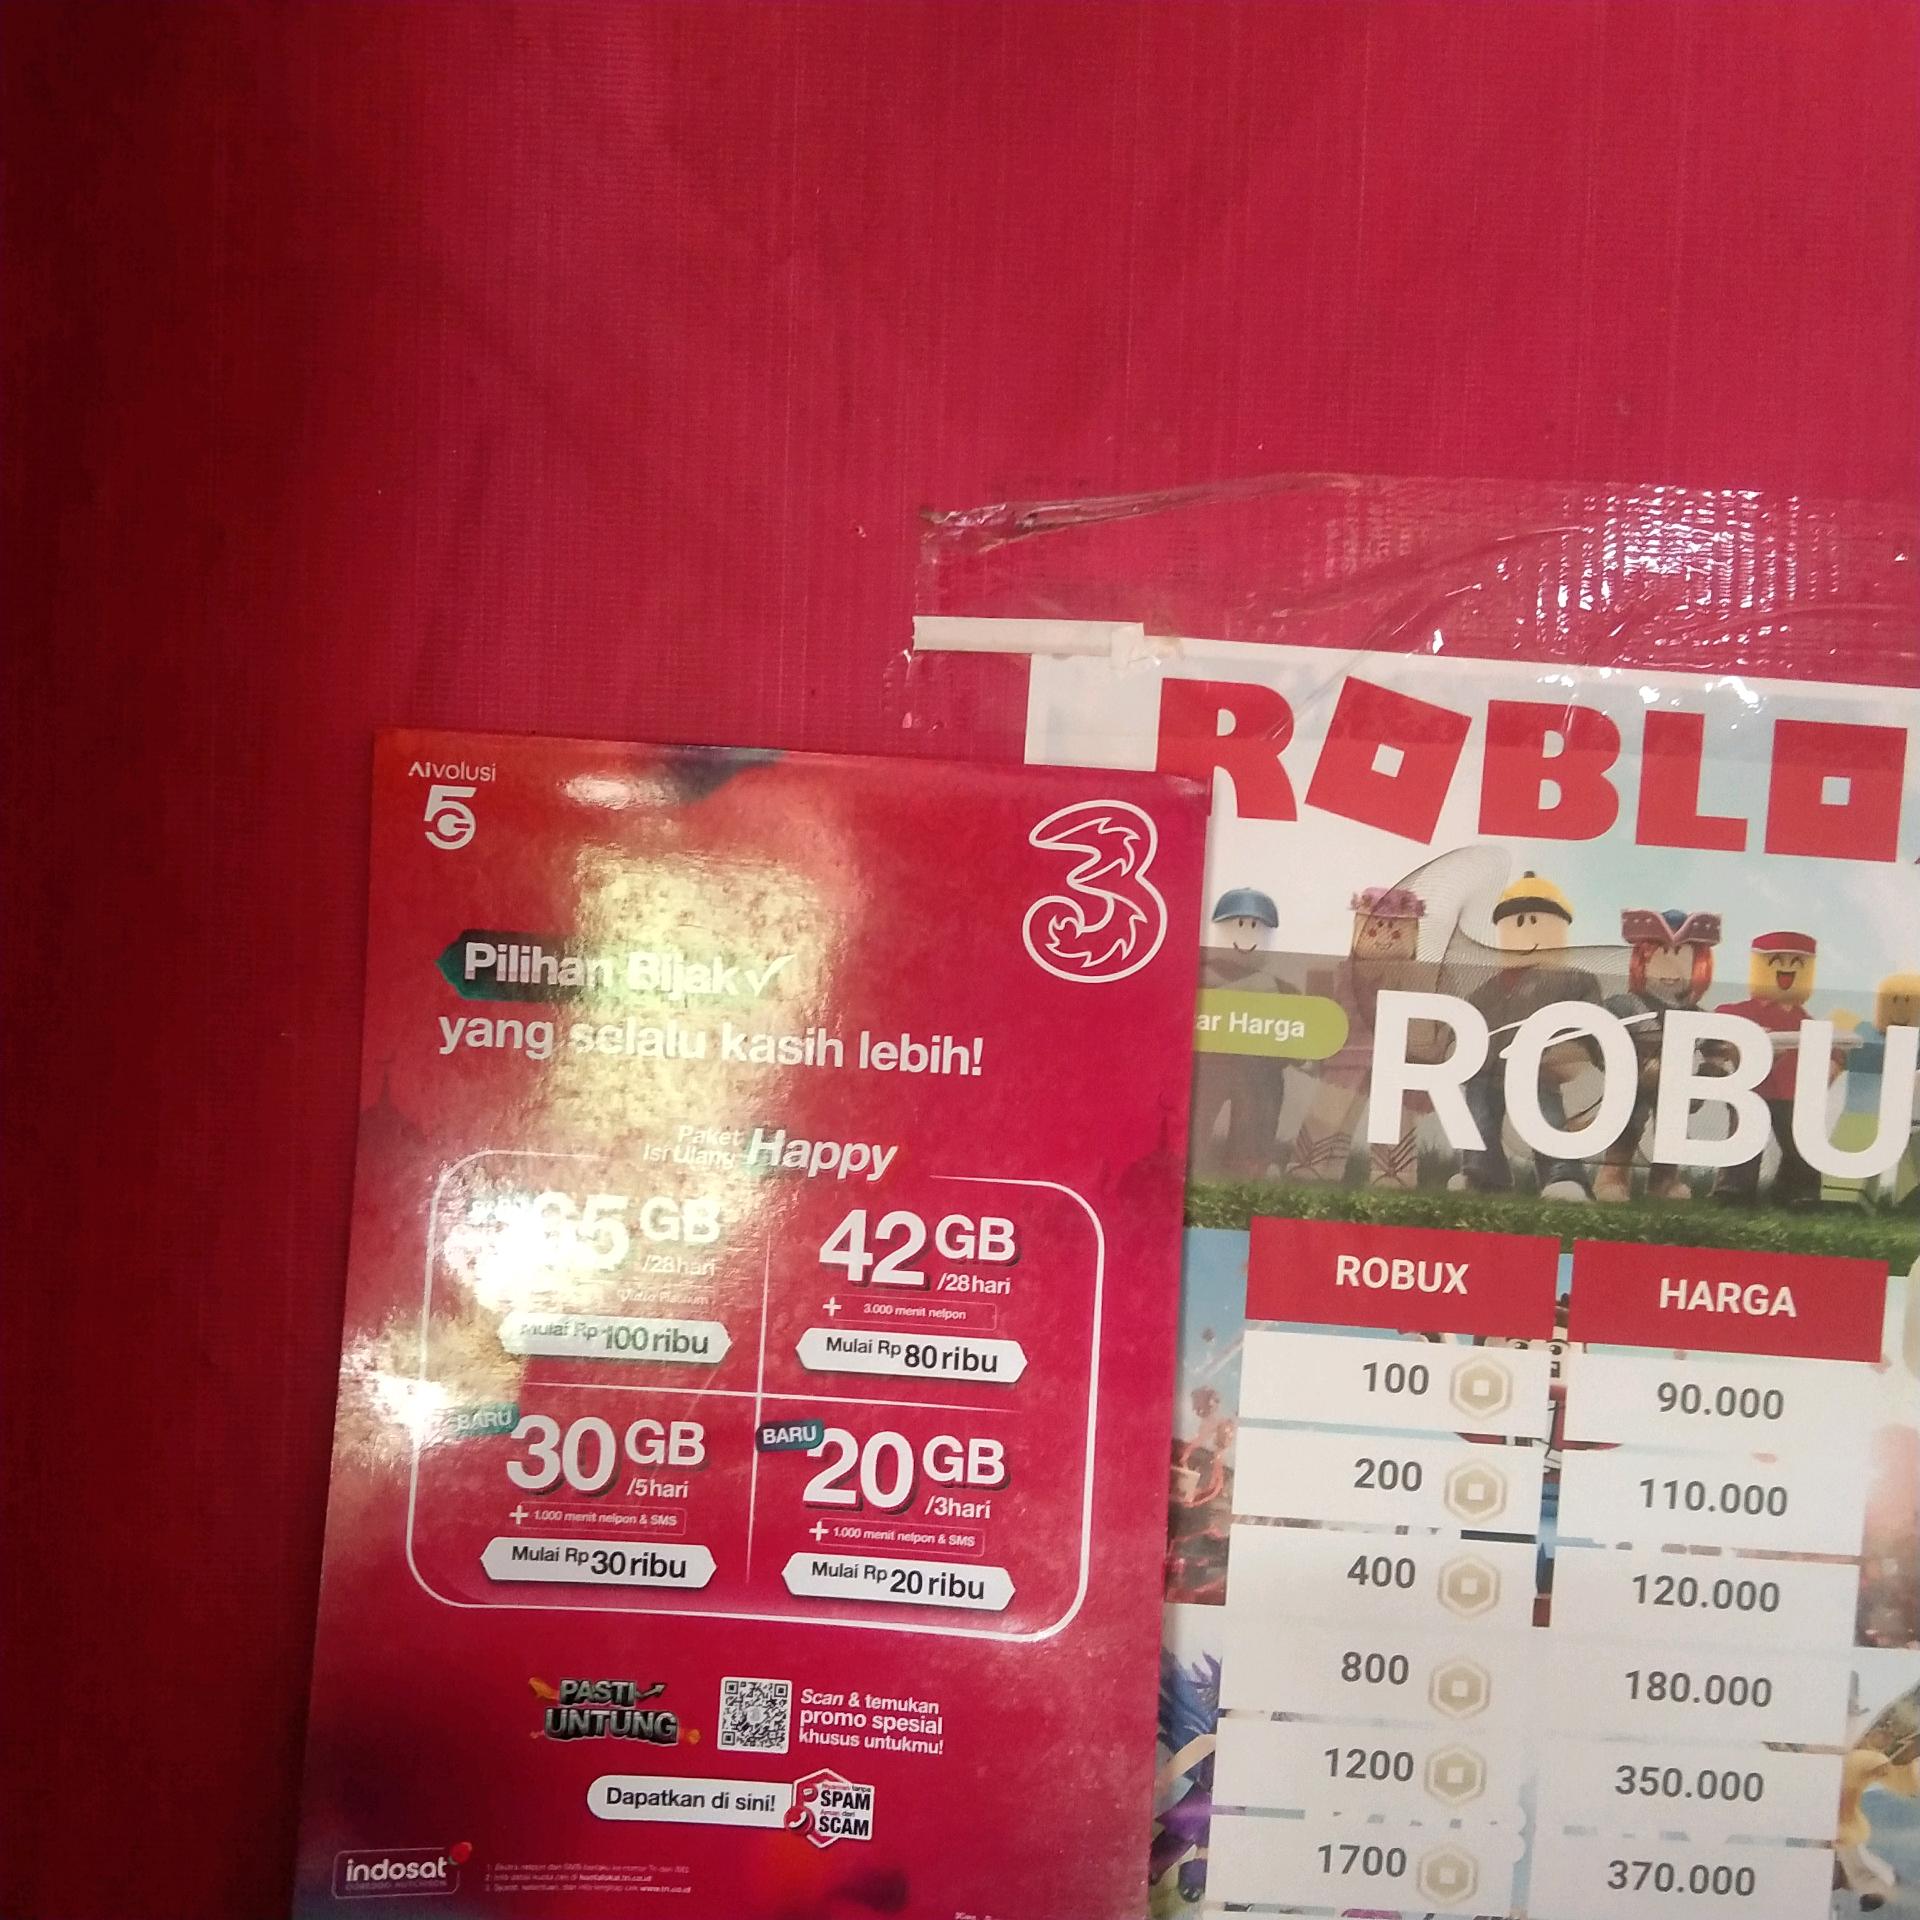 AIvolusi
5G
3
Pilihan Bijak
yang selalu kasih lebih!
Paket
Isi Ulang Happy
GB
/28hari
Mulai Rp 100 ribu
42 GB
/28hari
+ 3.000 menit nelpon
Mulai Rp 80 ribu
BARU
30 GB
/5hari
+ 1.000 menit nelpon & SMS
Mulai Rp 30 ribu
BARU
20 GB
/3hari
+ 1.000 menit nelpon & SMS
Mulai Rp 20 ribu
PASTI
UNTUNG
Scan & temukan
promo spesial
khusus untukmu!
Dapatkan di sini!
SPAM
SCAM
indosat
OOREDOO HUTCHISON
ROBLO
ar Harga
ROBU
ROBUX HARGA
100 90.000
200 110.000
400 120.000
800 180.000
1200 350.000
1700 370.000